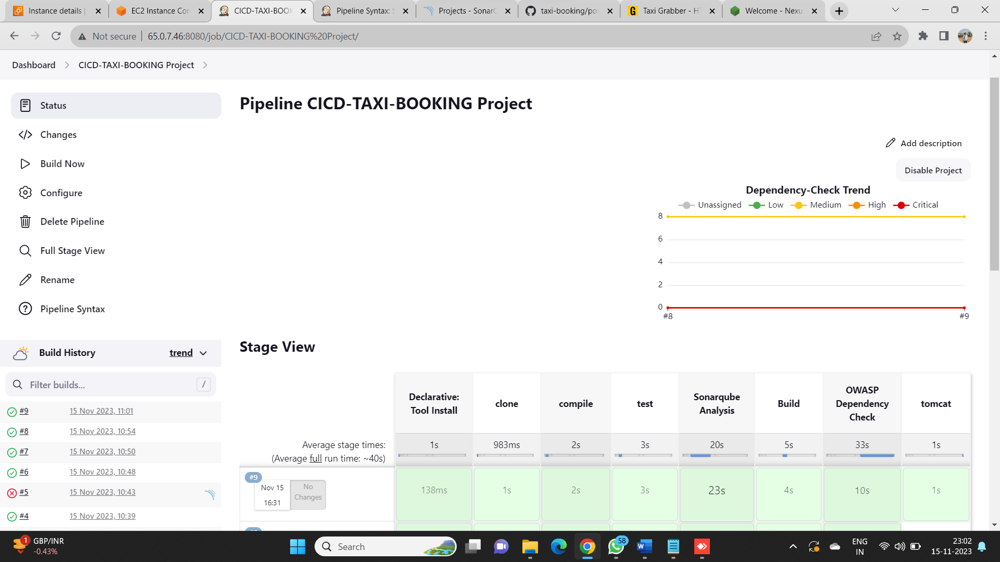 Instance details |
EC2 Instance Con
CICD-TAXI-BOOK
Pipeline Syntax: S
Projects - SonarC
taxi-booking/po
Taxi Grabber - HT
Welcome - Nexu
Not secure
65.0.7.46:8080/job/CICD-TAXI-BOOKING%20Project/
Dashboard
CICD-TAXI-BOOKING Project
Status
Changes
Build Now
Configure
Delete Pipeline
Full Stage View
Rename
Pipeline Syntax
Build History
trend
Filter builds...
/
#9
15 Nov 2023, 11:01
#8
15 Nov 2023, 10:54
#7
15 Nov 2023, 10:50
#6
15 Nov 2023, 10:48
#5
15 Nov 2023, 10:43
#4
15 Nov 2023, 10:39
Pipeline CICD-TAXI-BOOKING Project
Add description
Disable Project
Dependency-Check Trend
Unassigned Low Medium High Critical
8
6
4
2
0
#8 #9
Stage View
Declarative: Tool Install
clone
compile
test
Sonarqube Analysis
Build
OWASP Dependency Check
tomcat
Average stage times:
(Average full run time: ~40s)
1s 983ms 2s 3s 20s 5s 33s 1s
#9
Nov 15
16:31
No
Changes
138ms 1s 2s 3s 23s 4s 10s 1s
1
GBP/INR
-0.43%
Search
58
ENG
IN
23:02
15-11-2023